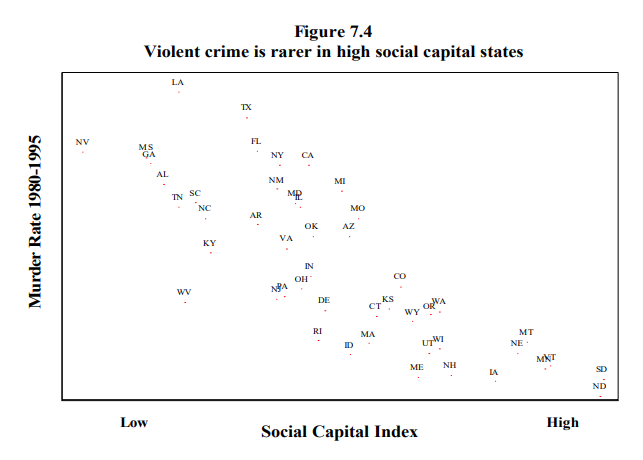 Figure 7.4
Violent crime is rarer in high social capital states
LA
TX
NV
FL
MS
GA
NY
CA
AL
NM
MI
TN
SC
MD
IL
NC
MO
AR
OK
AZ
VA
KY
IN
CO
OH
WV
NJ
PA
DE
KS
CT
OR
WA
WY
RI
MA
MT
ID
UT
WI
NE
MN
VT
ME
NH
IA
SD
ND
Murder Rate 1980-1995
Low
High
Social Capital Index